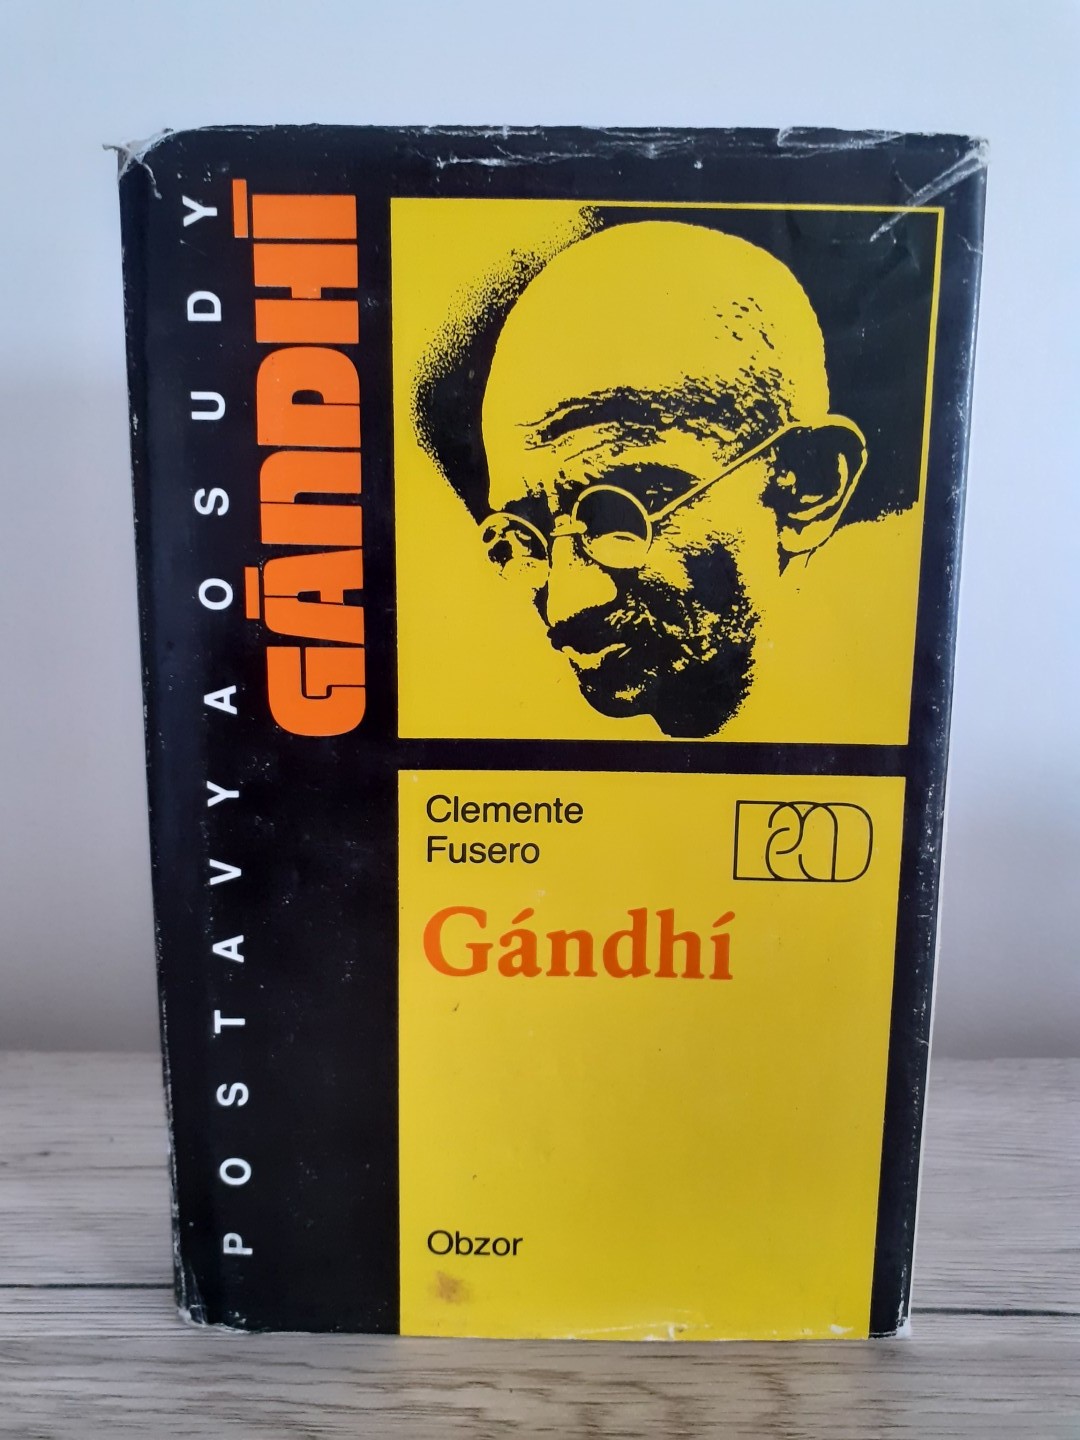 POSTAVY A OSUDY
GÁNDHÍ
Clemente
Fusero
Gándhí
Obzor